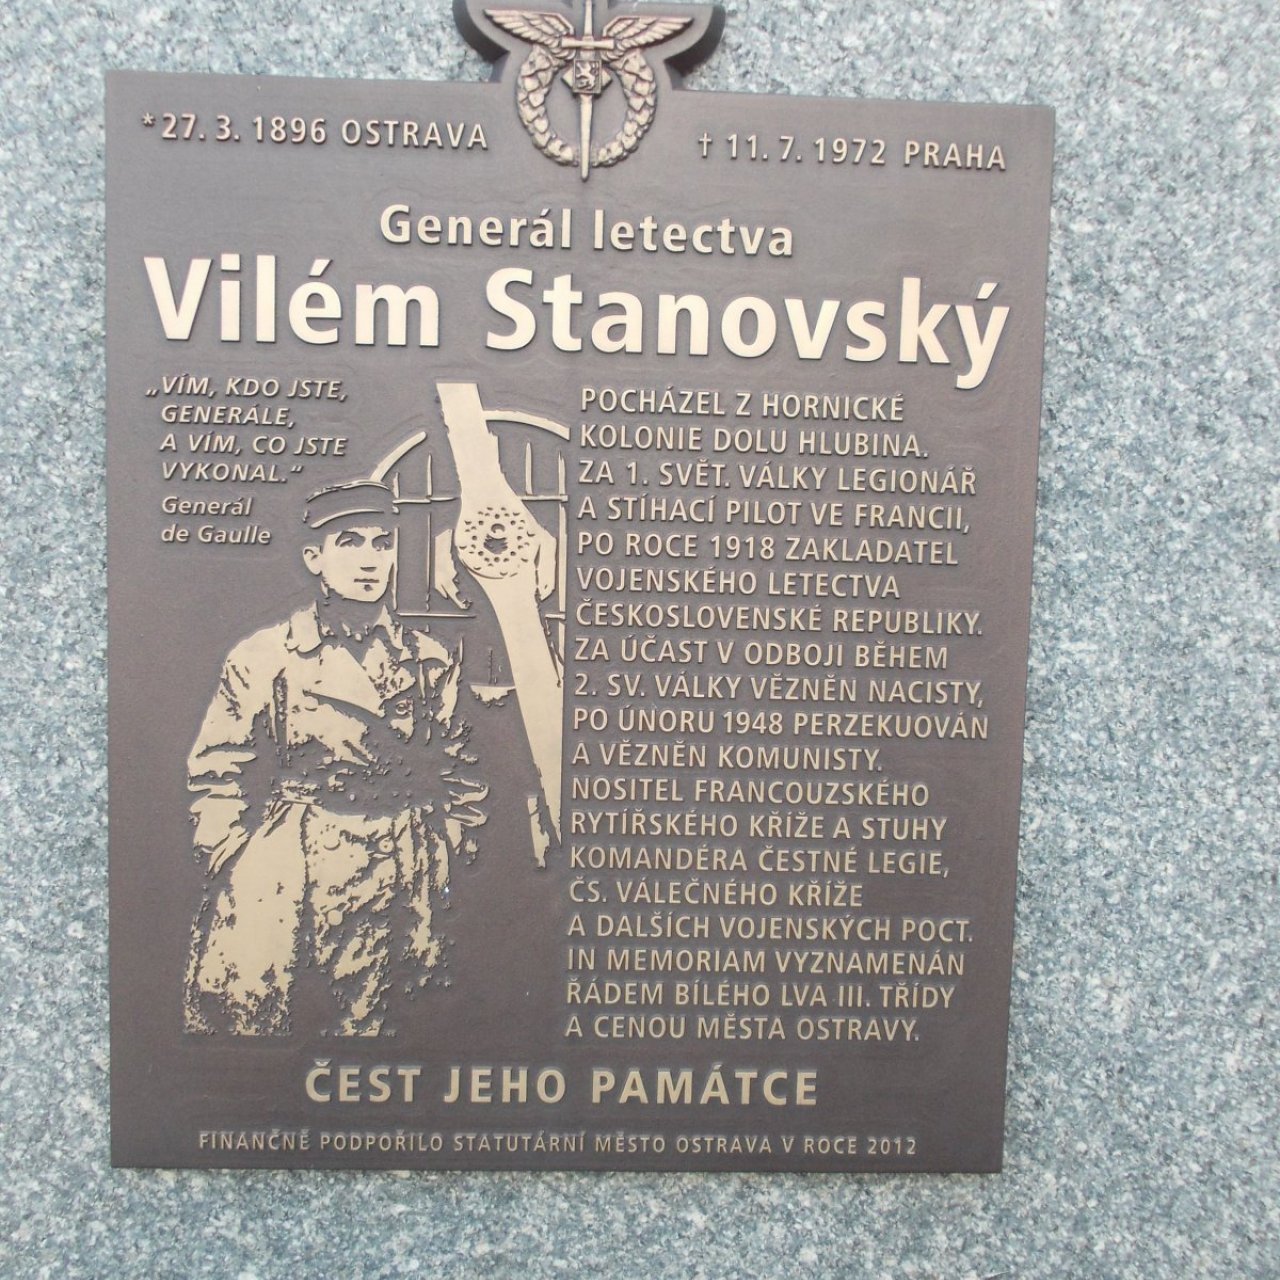 *27. 3. 1896 OSTRAVA
† 11. 7. 1972 PRAHA
Generál letectva
Vilém Stanovský
„VÍM, KDO JSTE,
GENERÁLE,
A VÍM, CO JSTE
VYKONAL.“
Generál
de Gaulle
POCHÁZEL Z HORNICKÉ
KOLONIE DOLU HLUBINA.
ZA 1. SVĚT. VÁLKY LEGIONÁŘ
A STÍHACÍ PILOT VE FRANCII,
PO ROCE 1918 ZAKLADATEL
VOJENSKÉHO LETECTVA
ČESKOSLOVENSKÉ REPUBLIKY.
ZA ÚČAST V ODBOJI BĚHEM
2. SV. VÁLKY VĚZNĚN NACISTY,
PO ÚNORU 1948 PERZEKUOVÁN
A VĚZNĚN KOMUNISTY.
NOSITEL FRANCOUZSKÉHO
RYTÍŘSKÉHO KŘÍŽE A STUHY
KOMANDÉRA ČESTNÉ LEGIE,
ČS. VÁLEČNÉHO KŘÍŽE
A DALŠÍCH VOJENSKÝCH POCT.
IN MEMORIAM VYZNAMENÁN
ŘÁDEM BÍLÉHO LVA III. TŘÍDY
A CENOU MĚSTA OSTRAVY.
ČEST JEHO PAMÁTCE
FINANČNĚ PODPOŘILO STATUTÁRNÍ MĚSTO OSTRAVA V ROCE 2012